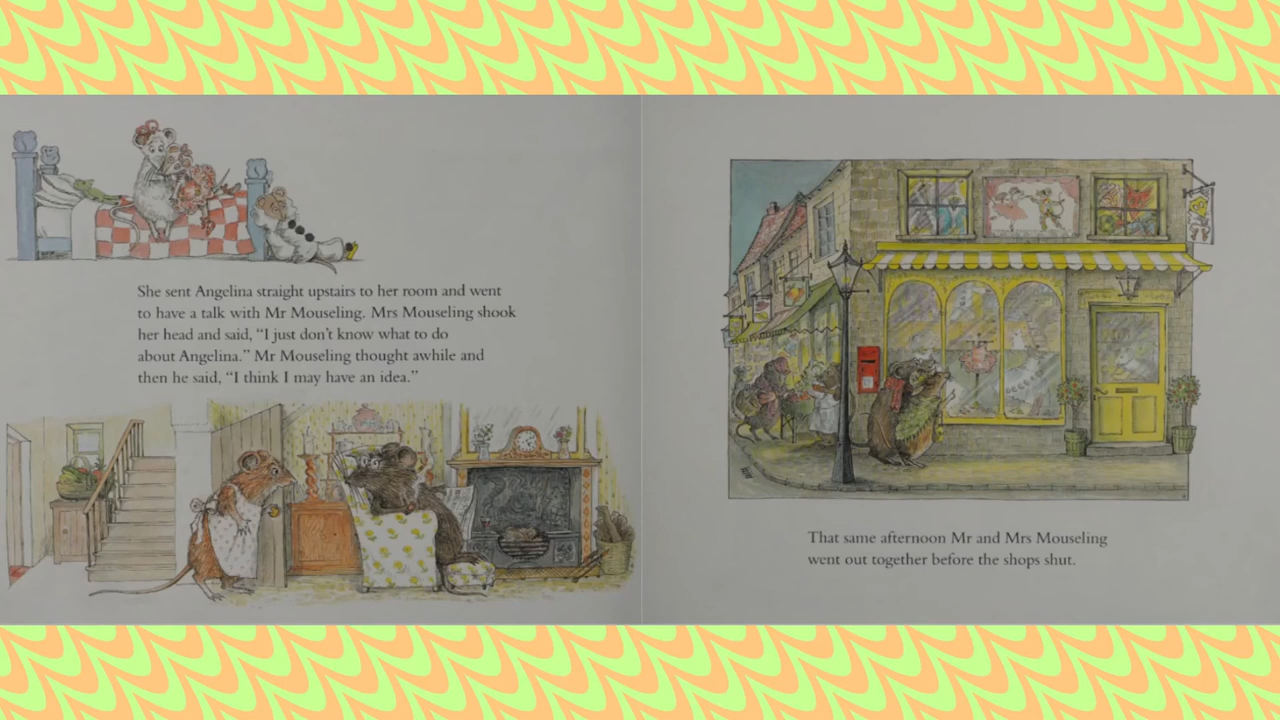 She sent Angelina straight upstairs to her room and went
to have a talk with Mr Mouseling. Mrs Mouseling shook
her head and said, “I just don’t know what to do
about Angelina.” Mr Mouseling thought awhile and
then he said, “I think I may have an idea.”
That same afternoon Mr and Mrs Mouseling
went out together before the shops shut.